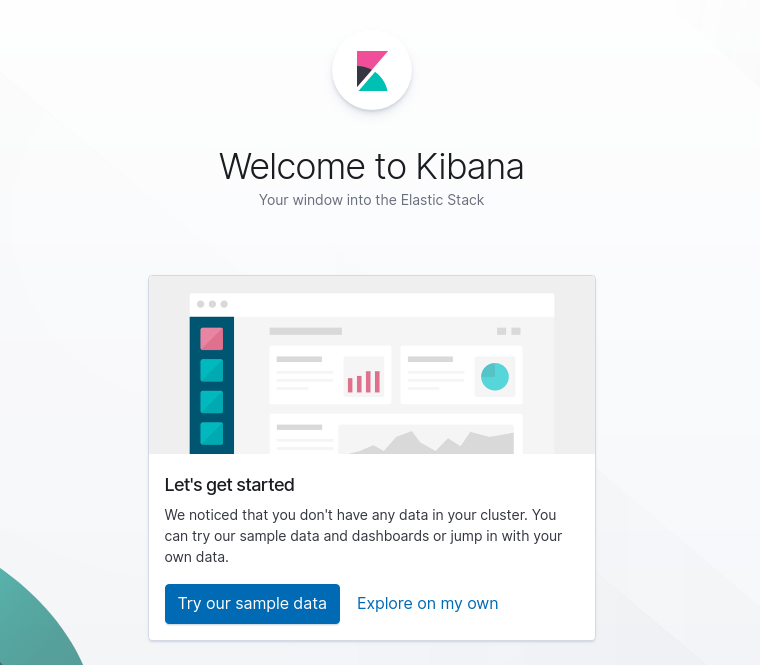 Welcome to Kibana
Your window into the Elastic Stack
Let's get started
We noticed that you don't have any data in your cluster. You
can try our sample data and dashboards or jump in with your
own data.
Try our sample data
Explore on my own